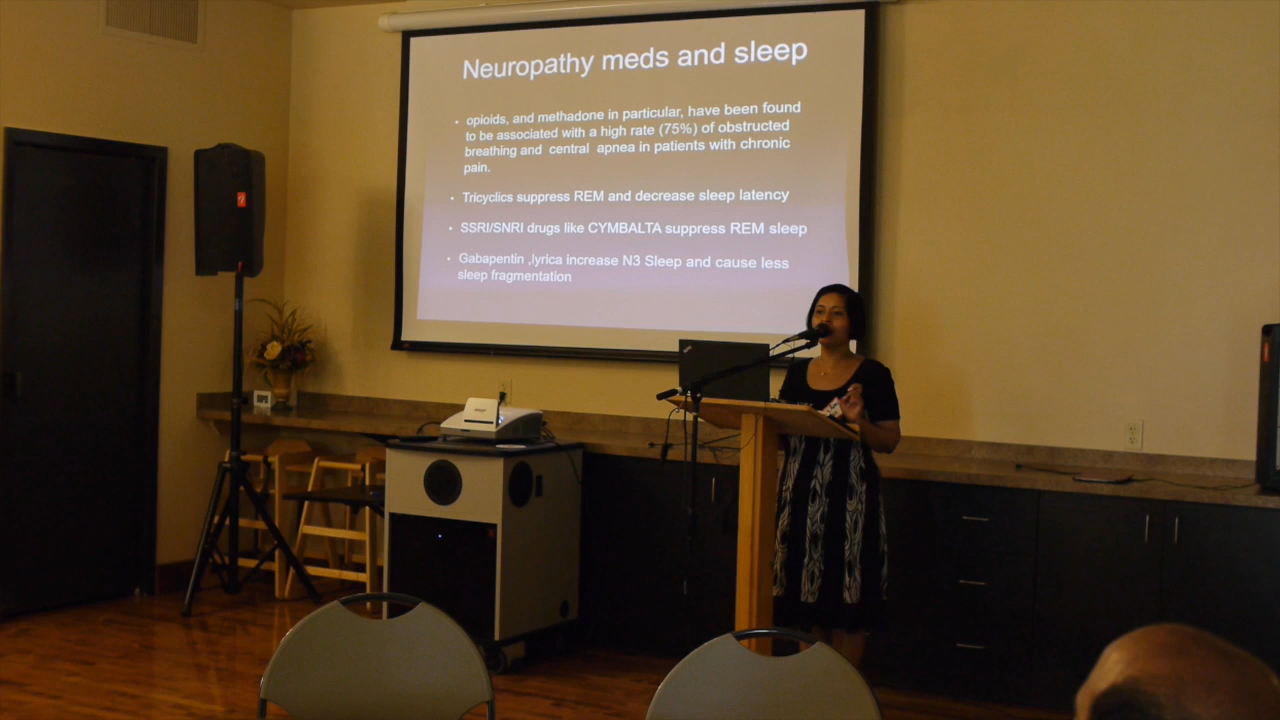 Neuropathy meds and sleep
• opioids, and methadone in particular, have been found
to be associated with a high rate (75%) of obstructed
breathing and central apnea in patients with chronic
pain.
• Tricyclics suppress REM and decrease sleep latency
• SSRI/SNRI drugs like CYMBALTA suppress REM sleep
• Gabapentin ,lyrica increase N3 Sleep and cause less
sleep fragmentation